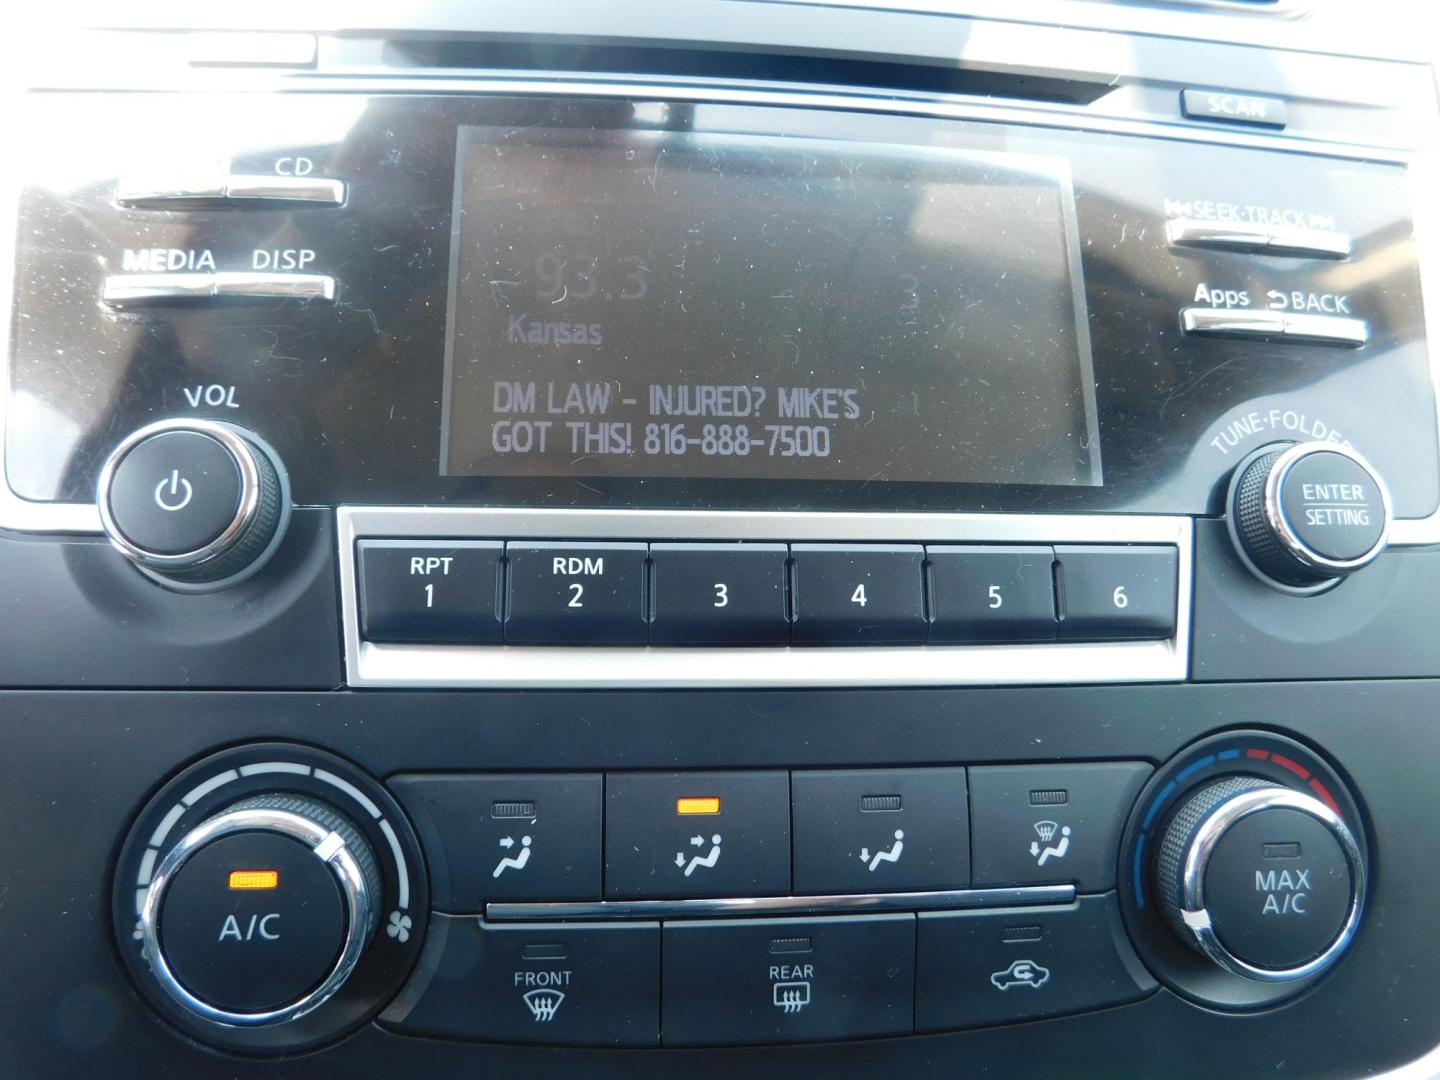 SCAN
CD
SEEK·TRACK
MEDIA DISP
93.3
3
Apps BACK
Kansas
DM LAW - INJURED? MIKE'S
GOT THIS! 816-888-7500
VOL
TUNE·FOLDER
ENTER
SETTING
RPT
1
RDM
2
3
4
5
6
A/C
MAX
A/C
FRONT
REAR